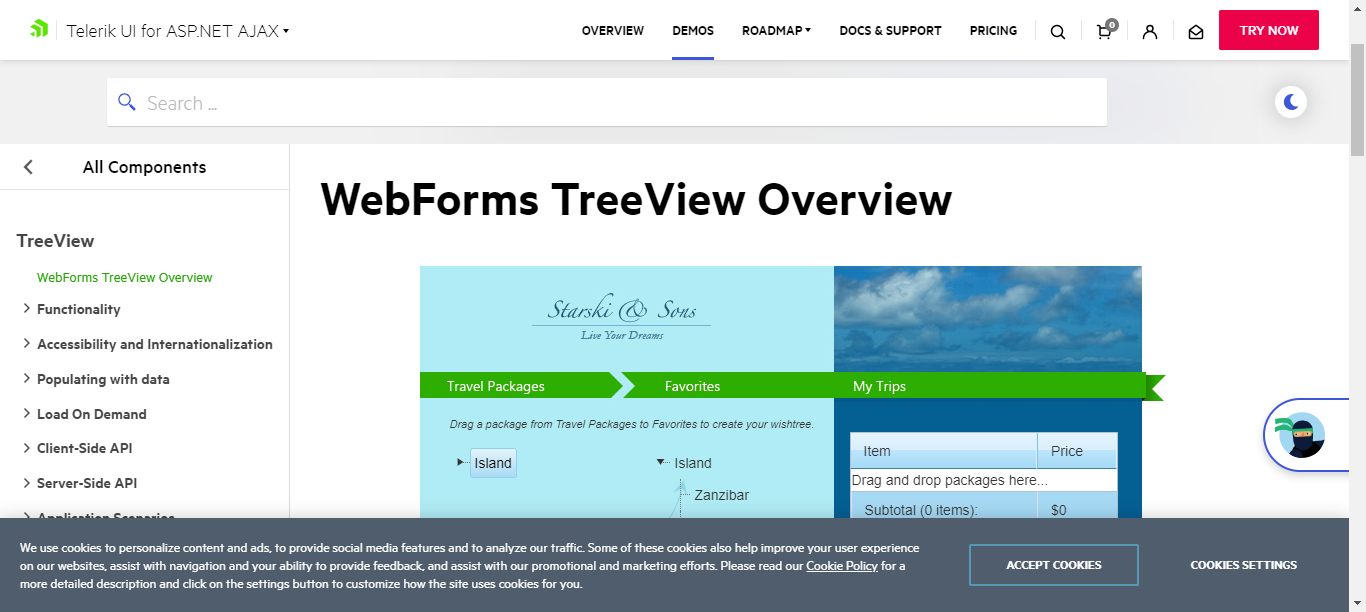 Telerik UI for ASP.NET AJAX
OVERVIEW
DEMOS
ROADMAP
DOCS & SUPPORT
PRICING
0
TRY NOW
Search ...
All Components
WebForms TreeView Overview
TreeView
WebForms TreeView Overview
Functionality
Accessibility and Internationalization
Populating with data
Load On Demand
Client-Side API
Server-Side API
Application Scenarios
Starski & Sons
Live Your Dreams
Travel Packages
Favorites
My Trips
Drag a package from Travel Packages to Favorites to create your wishtree.
Island
Island
Zanzibar
Item
Price
Drag and drop packages here...
Subtotal (0 items):
$0
We use cookies to personalize content and ads, to provide social media features and to analyze our traffic. Some of these cookies also help improve your user experience
on our websites, assist with navigation and your ability to provide feedback, and assist with our promotional and marketing efforts. Please read our Cookie Policy for a
more detailed description and click on the settings button to customize how the site uses cookies for you.
ACCEPT COOKIES
COOKIES SETTINGS